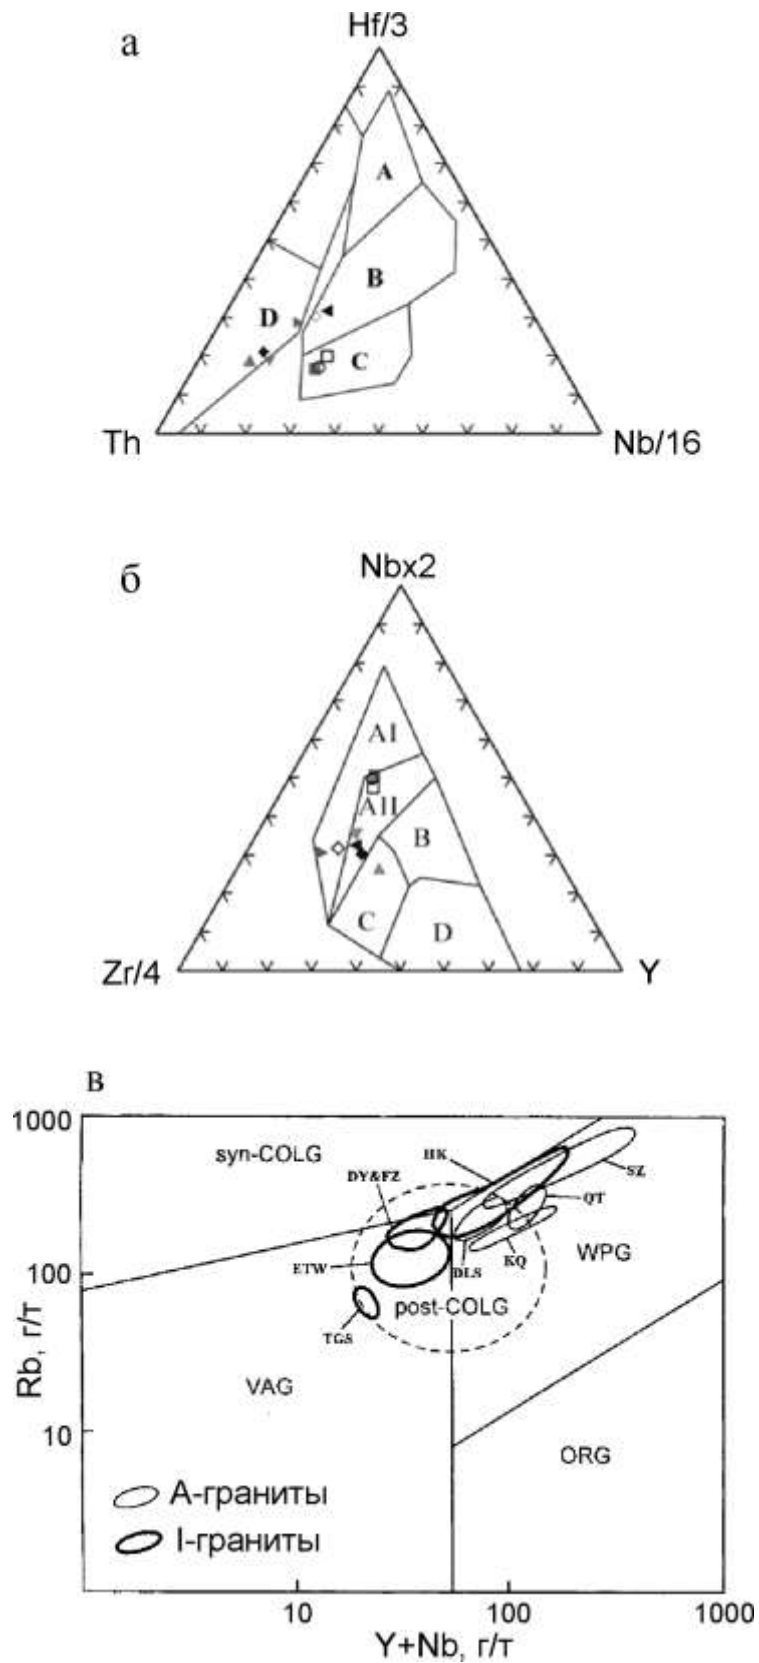 а
Hf/3
A
B
D
C
Th
Nb/16
б
Nbx2
AI
AII
B
C
D
Zr/4
Y
В
1000
syn-COLG
HK
SZ
DY&FZ
QT
WPG
100
ETW
DLS
KQ
post-COLG
TGS
Rb, г/т
VAG
10
ORG
А-граниты
I-граниты
10
100
1000
Y+Nb, г/т